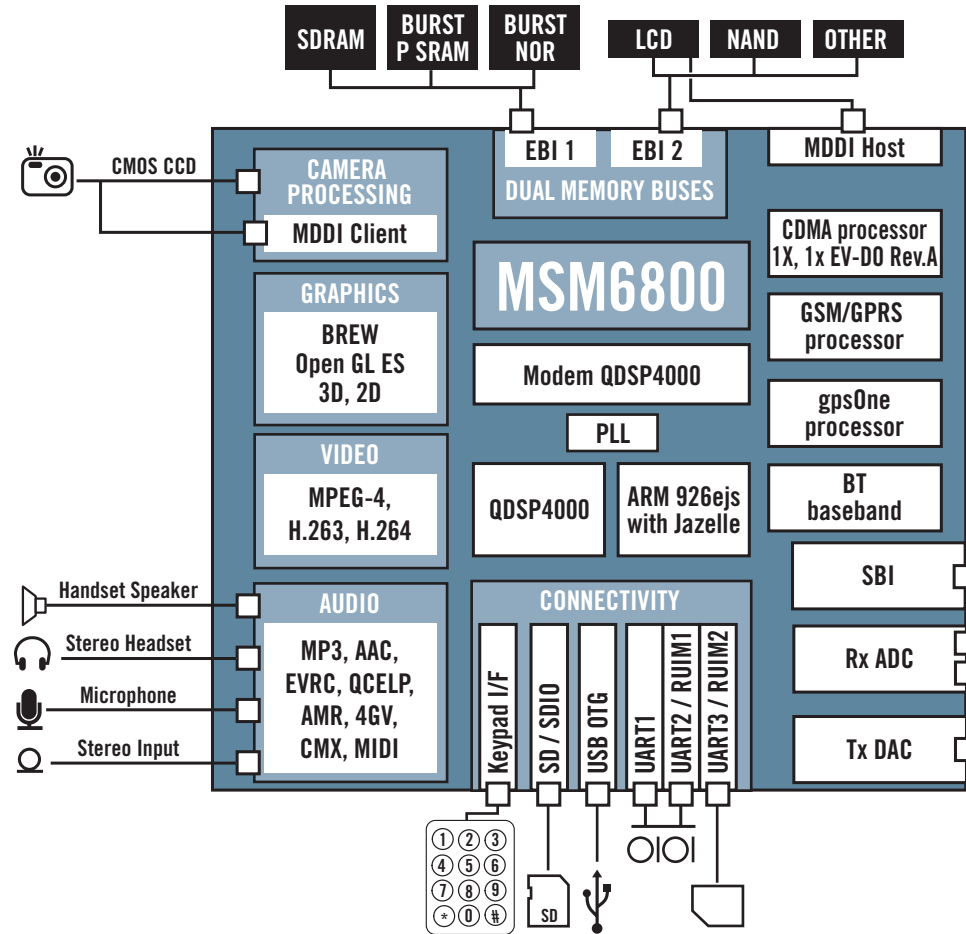 SDRAM
BURST
P SRAM
BURST
NOR
LCD
NAND
OTHER
CMOS CCD
CAMERA
PROCESSING
MDDI Client
EBI 1
EBI 2
DUAL MEMORY BUSES
MDDI Host
CDMA processor
1X, 1x EV-DO Rev.A
GRAPHICS
BREW
Open GL ES
3D, 2D
MSM6800
GSM/GPRS
processor
Modem QDSP4000
gpsOne
processor
PLL
VIDEO
MPEG-4,
H.263, H.264
QDSP4000
ARM 926ejs
with Jazelle
BT
baseband
SBI
Handset Speaker
Stereo Headset
Microphone
Stereo Input
AUDIO
MP3, AAC,
EVRC, QCELP,
AMR, 4GV,
CMX, MIDI
CONNECTIVITY
Keypad I/F
SD / SDIO
USB OTG
UART1
UART2 / RUIM1
UART3 / RUIM2
Rx ADC
Tx DAC
1 2 3
4 5 6
7 8 9
* 0 #
SD